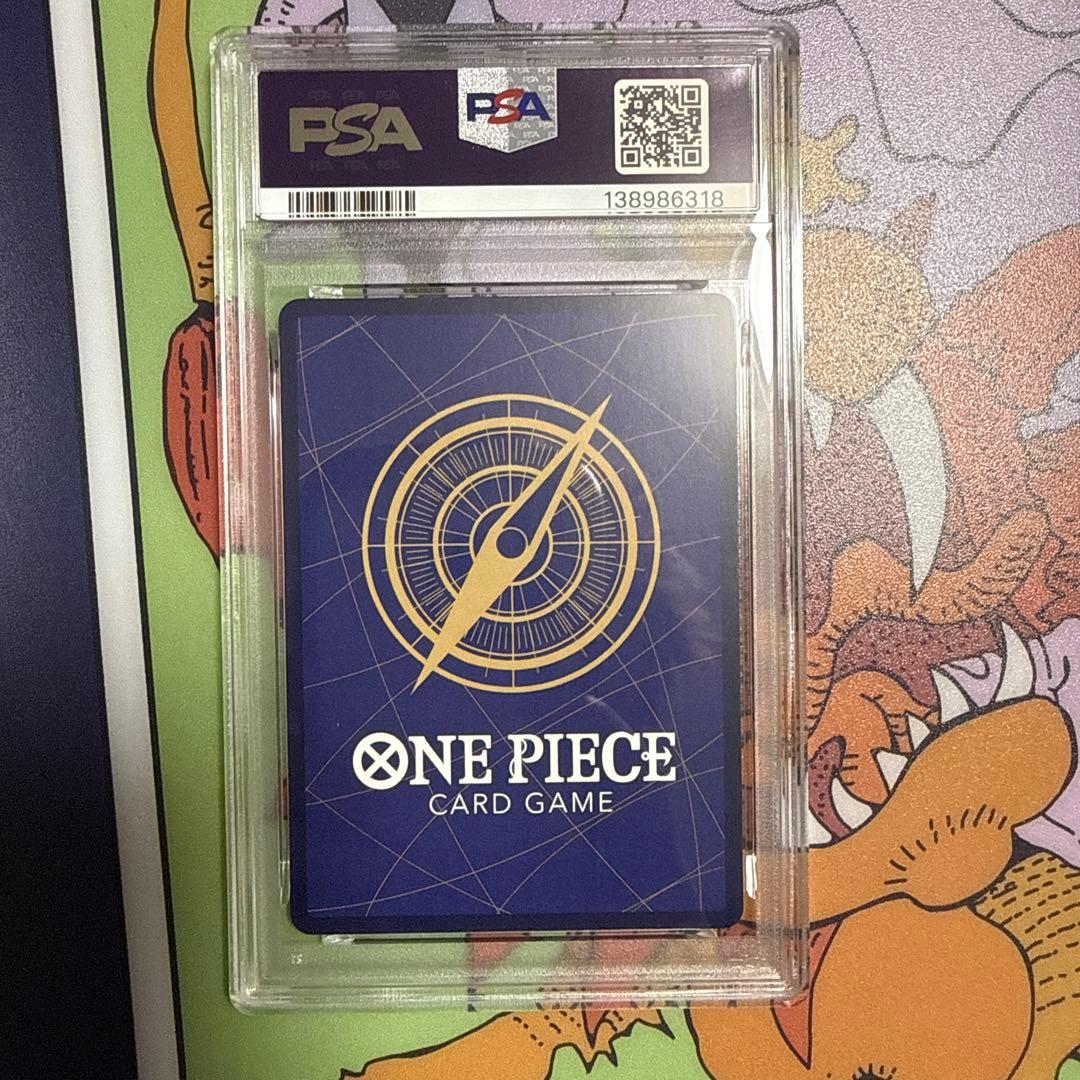 PSA
PSA
138986318
ONE PIECE
CARD GAME